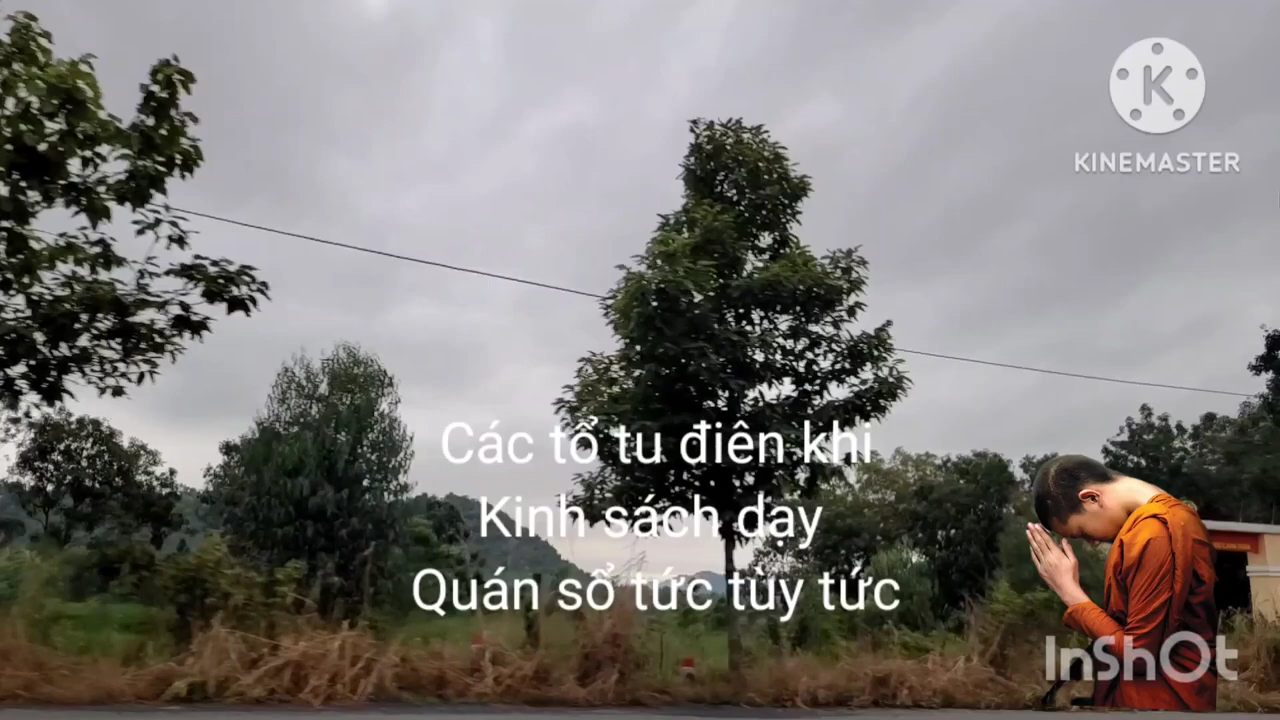 KINEMASTER
Các tổ tu điên khi
Kinh sách dạy
Quán sổ tức tùy tức
InShOt